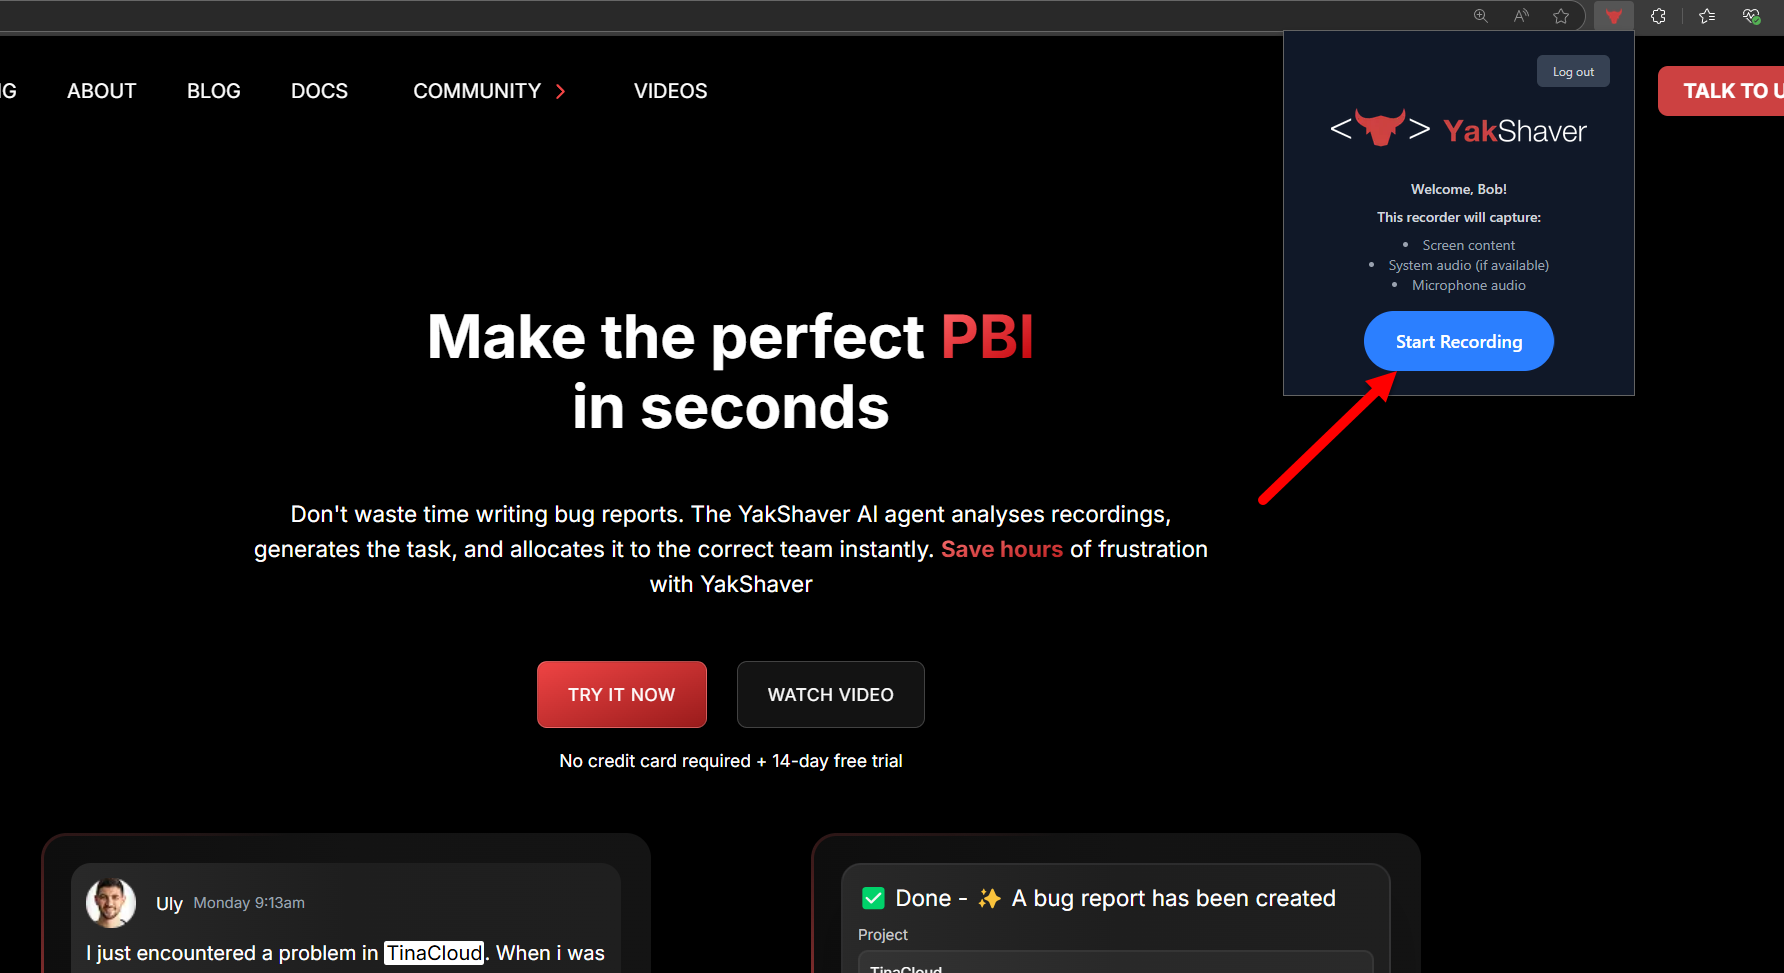 ABOUT
BLOG
DOCS
COMMUNITY
VIDEOS
TALK TO
Log out
YakShaver
Welcome, Bob!
This recorder will capture:
Screen content
System audio (if available)
Microphone audio
Start Recording
Make the perfect PBI
in seconds
Don't waste time writing bug reports. The YakShaver AI agent analyses recordings,
generates the task, and allocates it to the correct team instantly. Save hours of frustration
with YakShaver
TRY IT NOW
WATCH VIDEO
No credit card required + 14-day free trial
Uly Monday 9:13am
I just encountered a problem in TinaCloud. When i was
Done - ✨ A bug report has been created
Project
TinaCloud